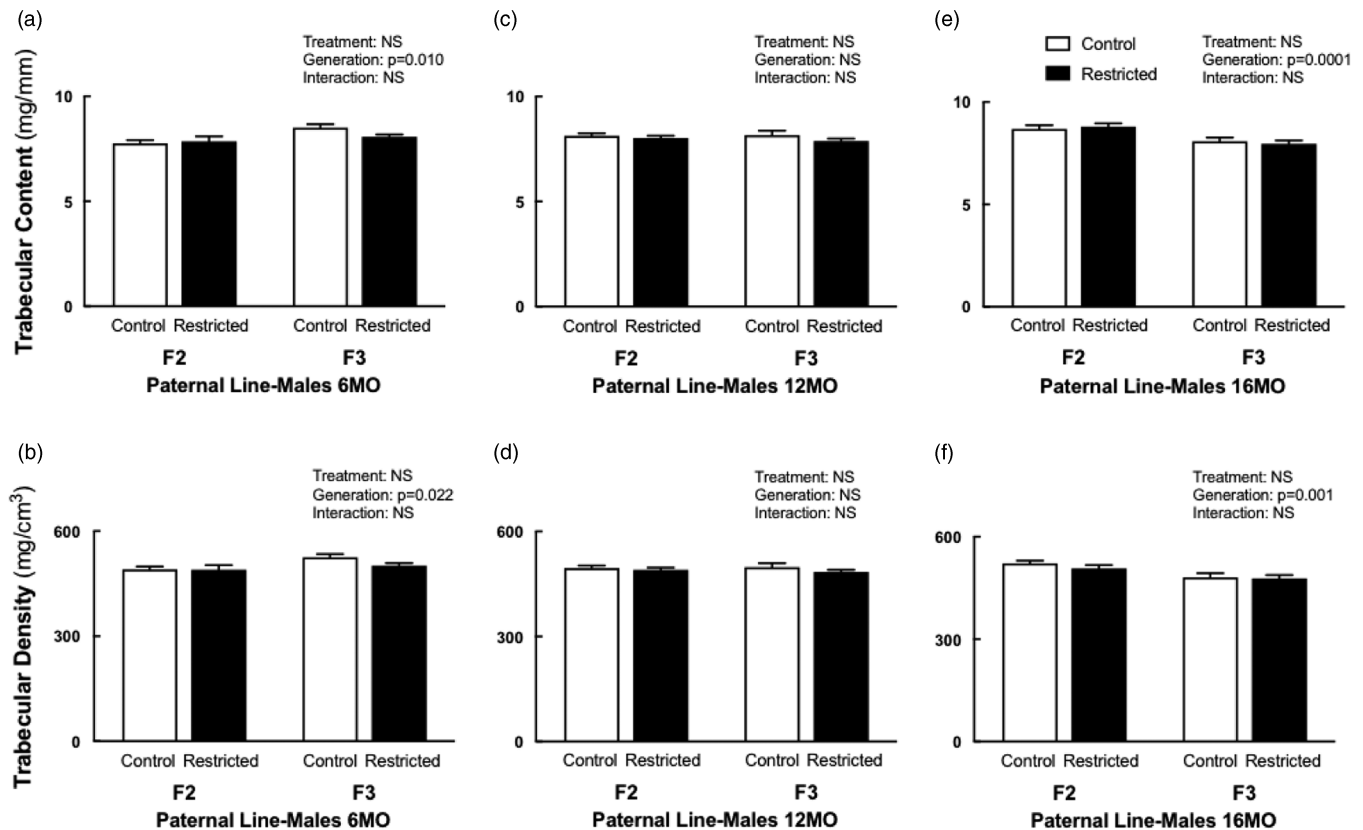 (a)
Treatment: NS
Generation: p=0.010
Interaction: NS
Trabecular Content (mg/mm)
10
5
0
Control Restricted Control Restricted
F2 F3
Paternal Line-Males 6MO
(c)
Treatment: NS
Generation: NS
Interaction: NS
10
5
0
Control Restricted Control Restricted
F2 F3
Paternal Line-Males 12MO
(e)
Control
Restricted
Treatment: NS
Generation: p=0.0001
Interaction: NS
10
5
0
Control Restricted Control Restricted
F2 F3
Paternal Line-Males 16MO
(b)
Treatment: NS
Generation: p=0.022
Interaction: NS
Trabecular Density (mg/cm³)
600
300
0
Control Restricted Control Restricted
F2 F3
Paternal Line-Males 6MO
(d)
Treatment: NS
Generation: NS
Interaction: NS
600
300
0
Control Restricted Control Restricted
F2 F3
Paternal Line-Males 12MO
(f)
Treatment: NS
Generation: p=0.001
Interaction: NS
600
300
0
Control Restricted Control Restricted
F2 F3
Paternal Line-Males 16MO